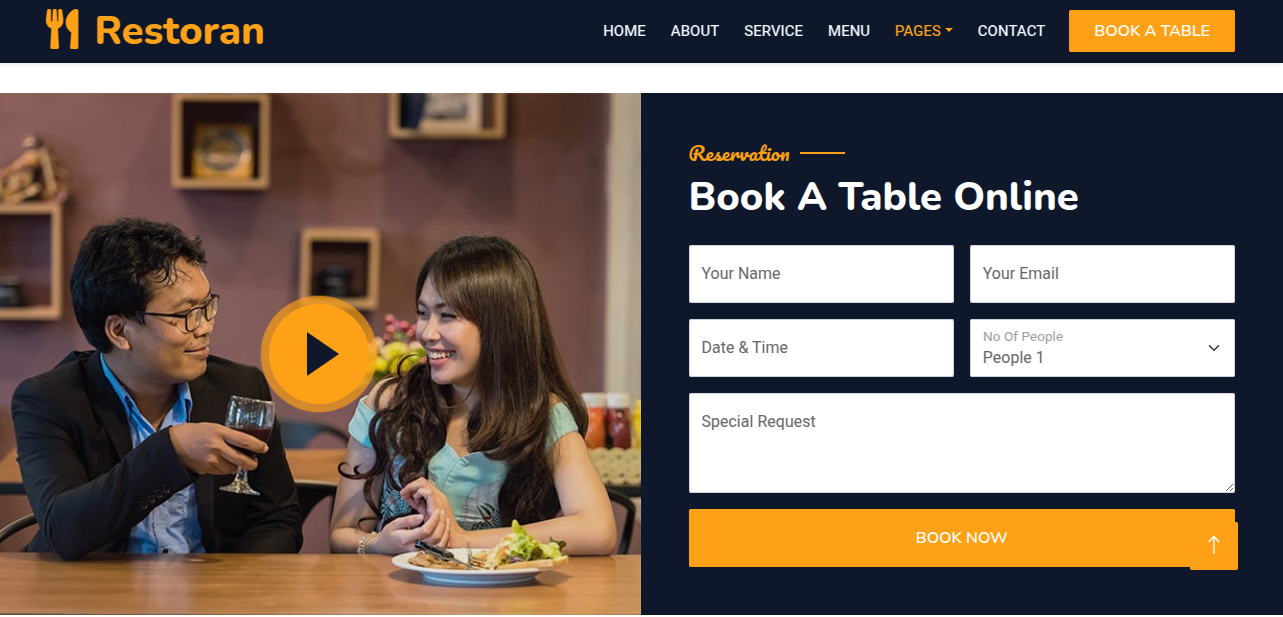 Restoran
HOME ABOUT SERVICE MENU PAGES CONTACT BOOK A TABLE
Reservation
Book A Table Online
Your Name
Your Email
Date & Time
No Of People
People 1
Special Request
BOOK NOW